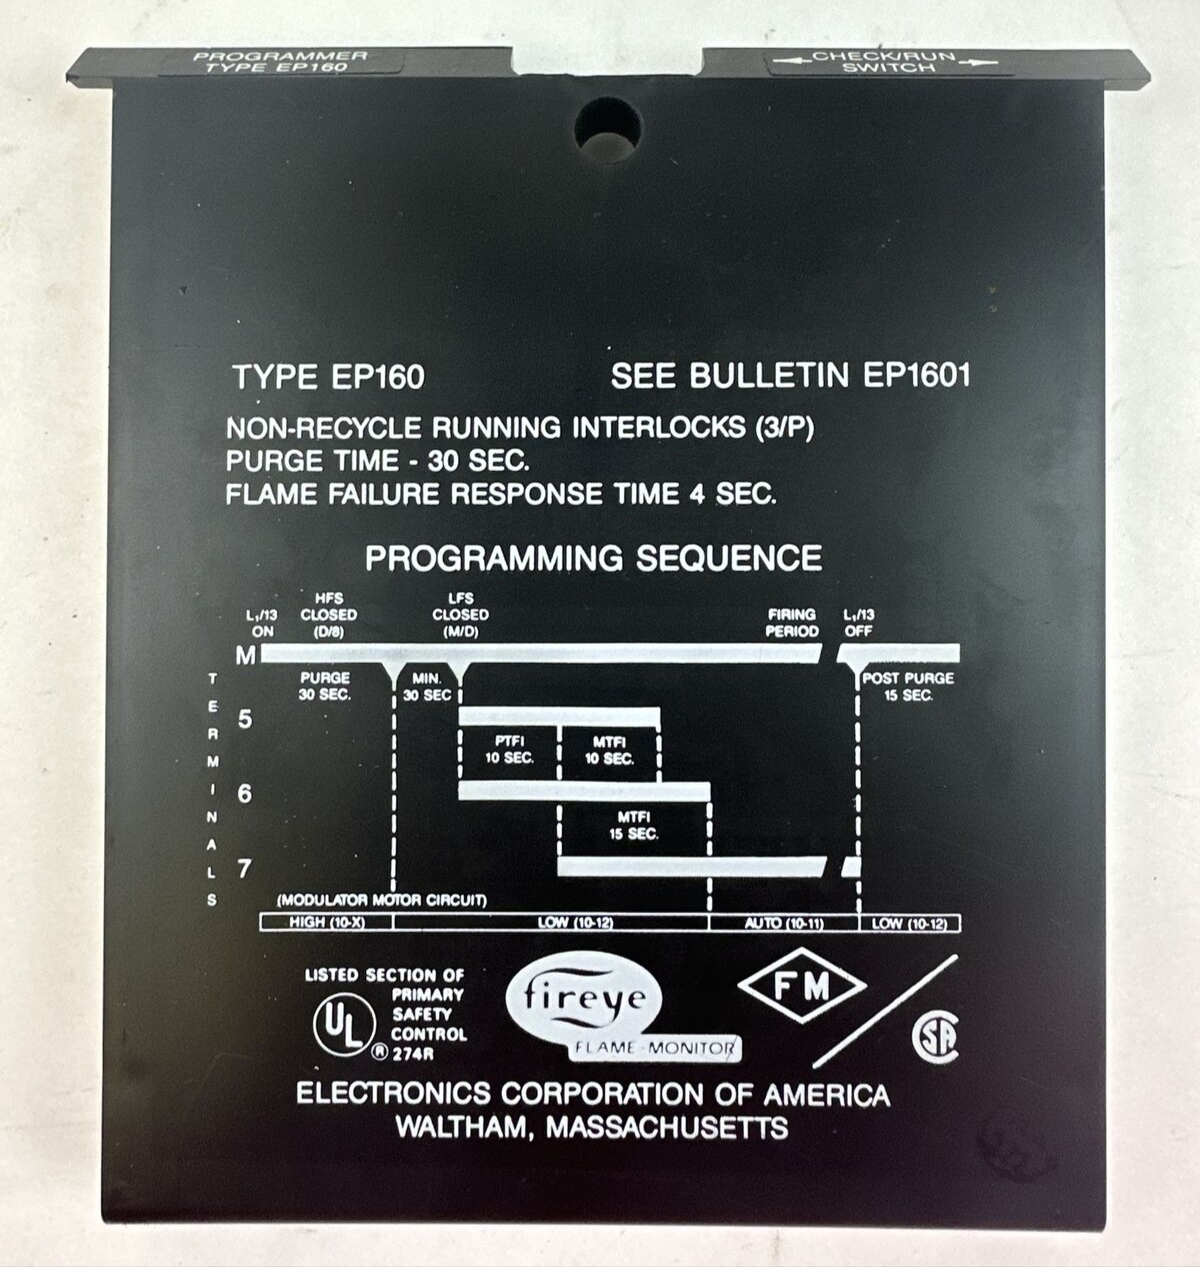 PROGRAMMER
TYPE EP160
CHECK/RUN
SWITCH
TYPE EP160 SEE BULLETIN EP1601
NON-RECYCLE RUNNING INTERLOCKS (3/P)
PURGE TIME - 30 SEC.
FLAME FAILURE RESPONSE TIME 4 SEC.
PROGRAMMING SEQUENCE
L₁/13
ON
HFS
CLOSED
(D/8)
LFS
CLOSED
(M/D)
FIRING
PERIOD
L₁/13
OFF
M
TERMINALS
PURGE
30 SEC.
MIN.
30 SEC
POST PURGE
15 SEC.
5
PTFI
10 SEC.
MTFI
10 SEC.
6
MTFI
15 SEC.
7
(MODULATOR MOTOR CIRCUIT)
HIGH (10-X) LOW (10-12) AUTO (10-11) LOW (10-12)
LISTED SECTION OF
PRIMARY
SAFETY
CONTROL
274R
UL ®
fireye
FLAME-MONITOR
FM
SA
ELECTRONICS CORPORATION OF AMERICA
WALTHAM, MASSACHUSETTS